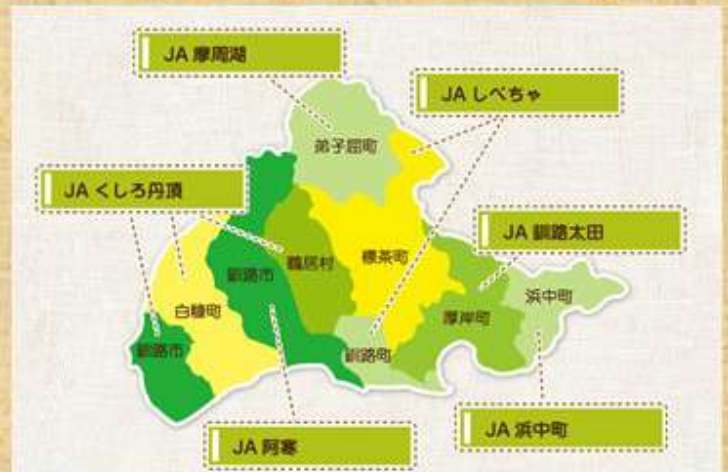 JA 摩周湖
JA しべちゃ
弟子屈町
JA くしろ丹頂
JA 釧路太田
標茶町
鶴居村
釧路市
浜中町
白糠町
厚岸町
釧路市
釧路町
JA 浜中町
JA 阿寒